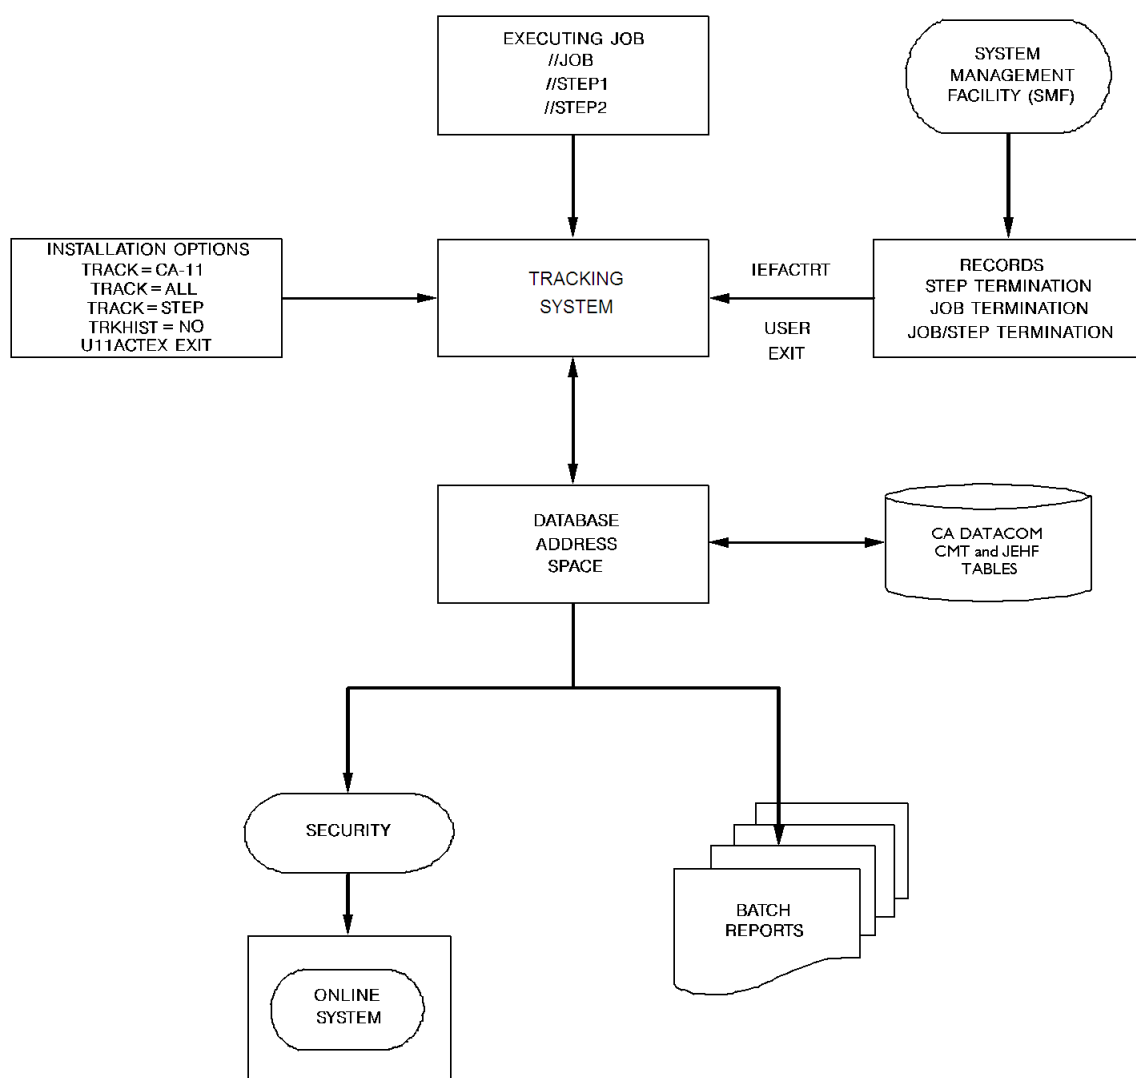 EXECUTING JOB
//JOB
//STEP1
//STEP2
SYSTEM
MANAGEMENT
FACILITY (SMF)
INSTALLATION OPTIONS
TRACK = CA-11
TRACK = ALL
TRACK = STEP
TRKHIST = NO
U11ACTEX EXIT
TRACKING
SYSTEM
IEFACTRT
USER
EXIT
RECORDS
STEP TERMINATION
JOB TERMINATION
JOB/STEP TERMINATION
DATABASE
ADDRESS
SPACE
CA DATACOM
CMT and JEHF
TABLES
SECURITY
BATCH
REPORTS
ONLINE
SYSTEM